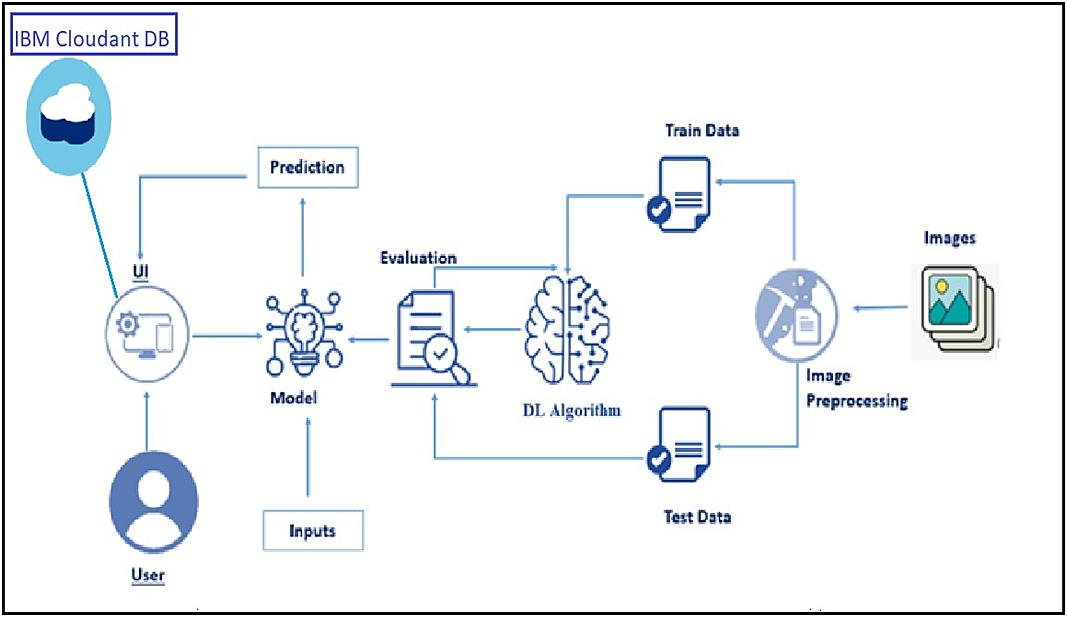 IBM Cloudant DB
Train Data
Prediction
Images
Evaluation
UI
Image
Preprocessing
Model
DL Algorithm
Test Data
Inputs
User